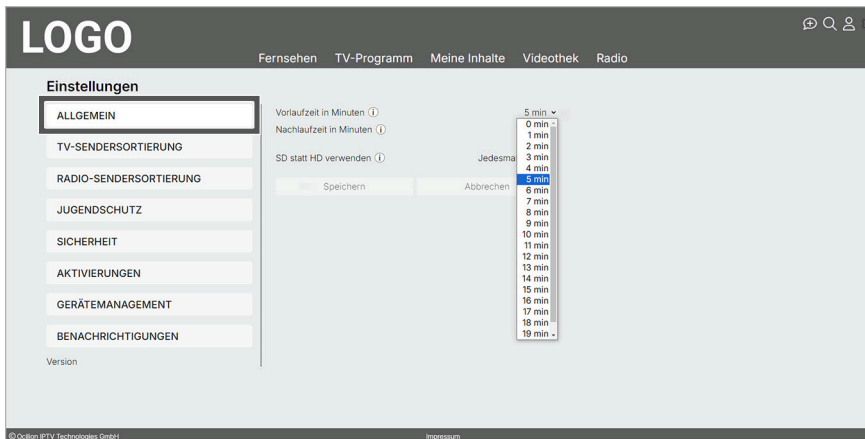 LOGO
Fernsehen TV-Programm Meine Inhalte Videothek Radio
Einstellungen
ALLGEMEIN
TV-SENDERSORTIERUNG
RADIO-SENDERSORTIERUNG
JUGENDSCHUTZ
SICHERHEIT
AKTIVIERUNGEN
GERÄTEMANAGEMENT
BENACHRICHTIGUNGEN
Version
Vorlaufzeit in Minuten 5 min
Nachlaufzeit in Minuten
SD statt HD verwenden Jedesma
Speichern Abbrechen
0 min
1 min
2 min
3 min
4 min
5 min
6 min
7 min
8 min
9 min
10 min
11 min
12 min
13 min
14 min
15 min
16 min
17 min
18 min
19 min
© Ocilion IPTV Technologies GmbH Impressum